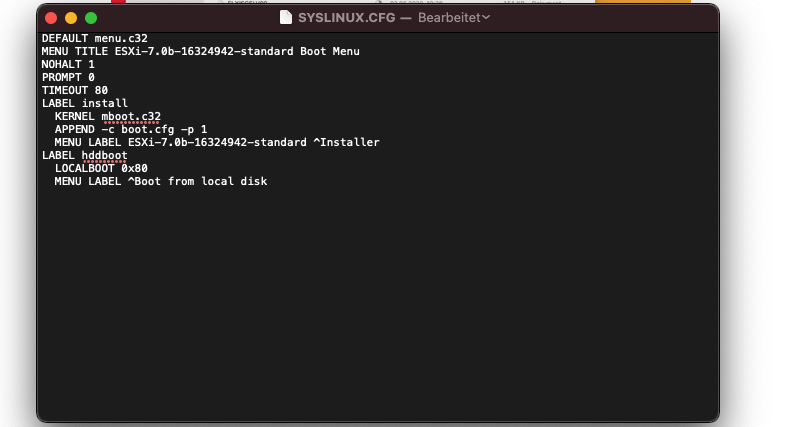 SYSLINUX.CFG — Bearbeitet
DEFAULT menu.c32
MENU TITLE ESXi-7.0b-16324942-standard Boot Menu
NOHALT 1
PROMPT 0
TIMEOUT 80
LABEL install
  KERNEL mboot.c32
  APPEND -c boot.cfg -p 1
  MENU LABEL ESXi-7.0b-16324942-standard ^Installer
LABEL hddboot
  LOCALBOOT 0x80
  MENU LABEL ^Boot from local disk